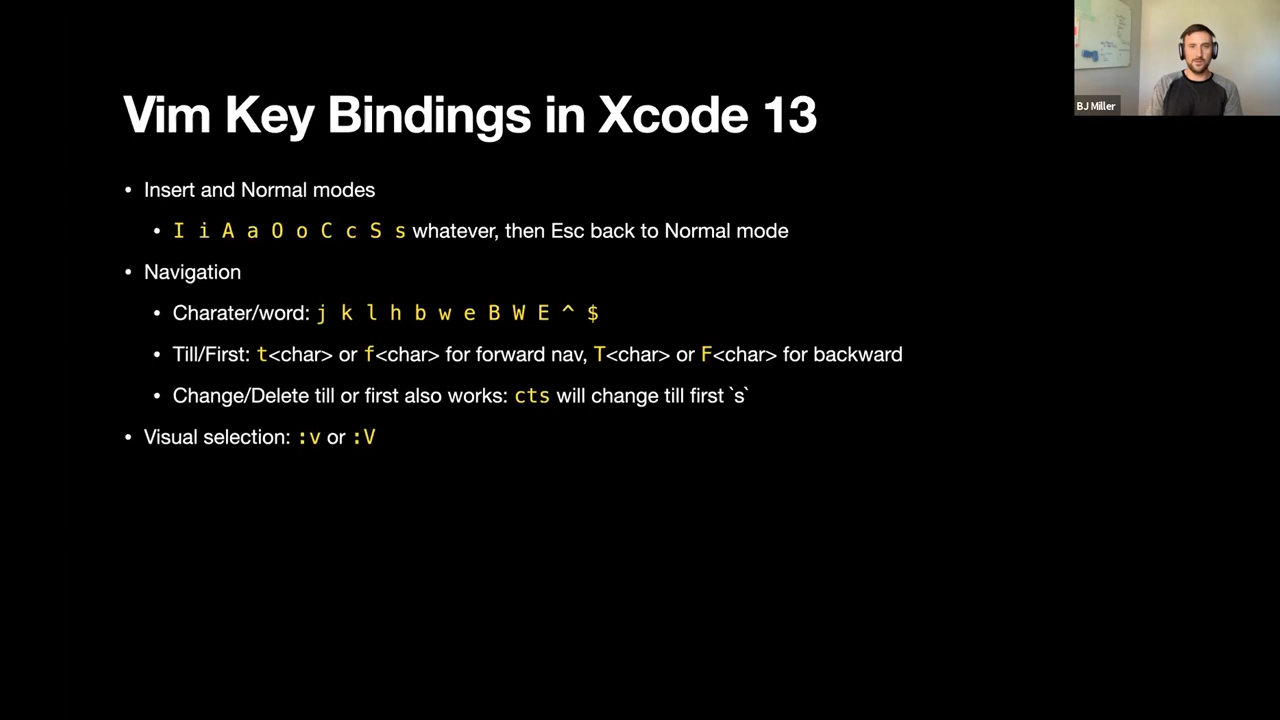 Vim Key Bindings in Xcode 13
• Insert and Normal modes
• I i A a O o C c S s whatever, then Esc back to Normal mode
• Navigation
• Charater/word: j k l h b w e B W E ^ $
• Till/First: t<char> or f<char> for forward nav, T<char> or F<char> for backward
• Change/Delete till or first also works: cts will change till first `s`
• Visual selection: :v or :V
BJ Miller